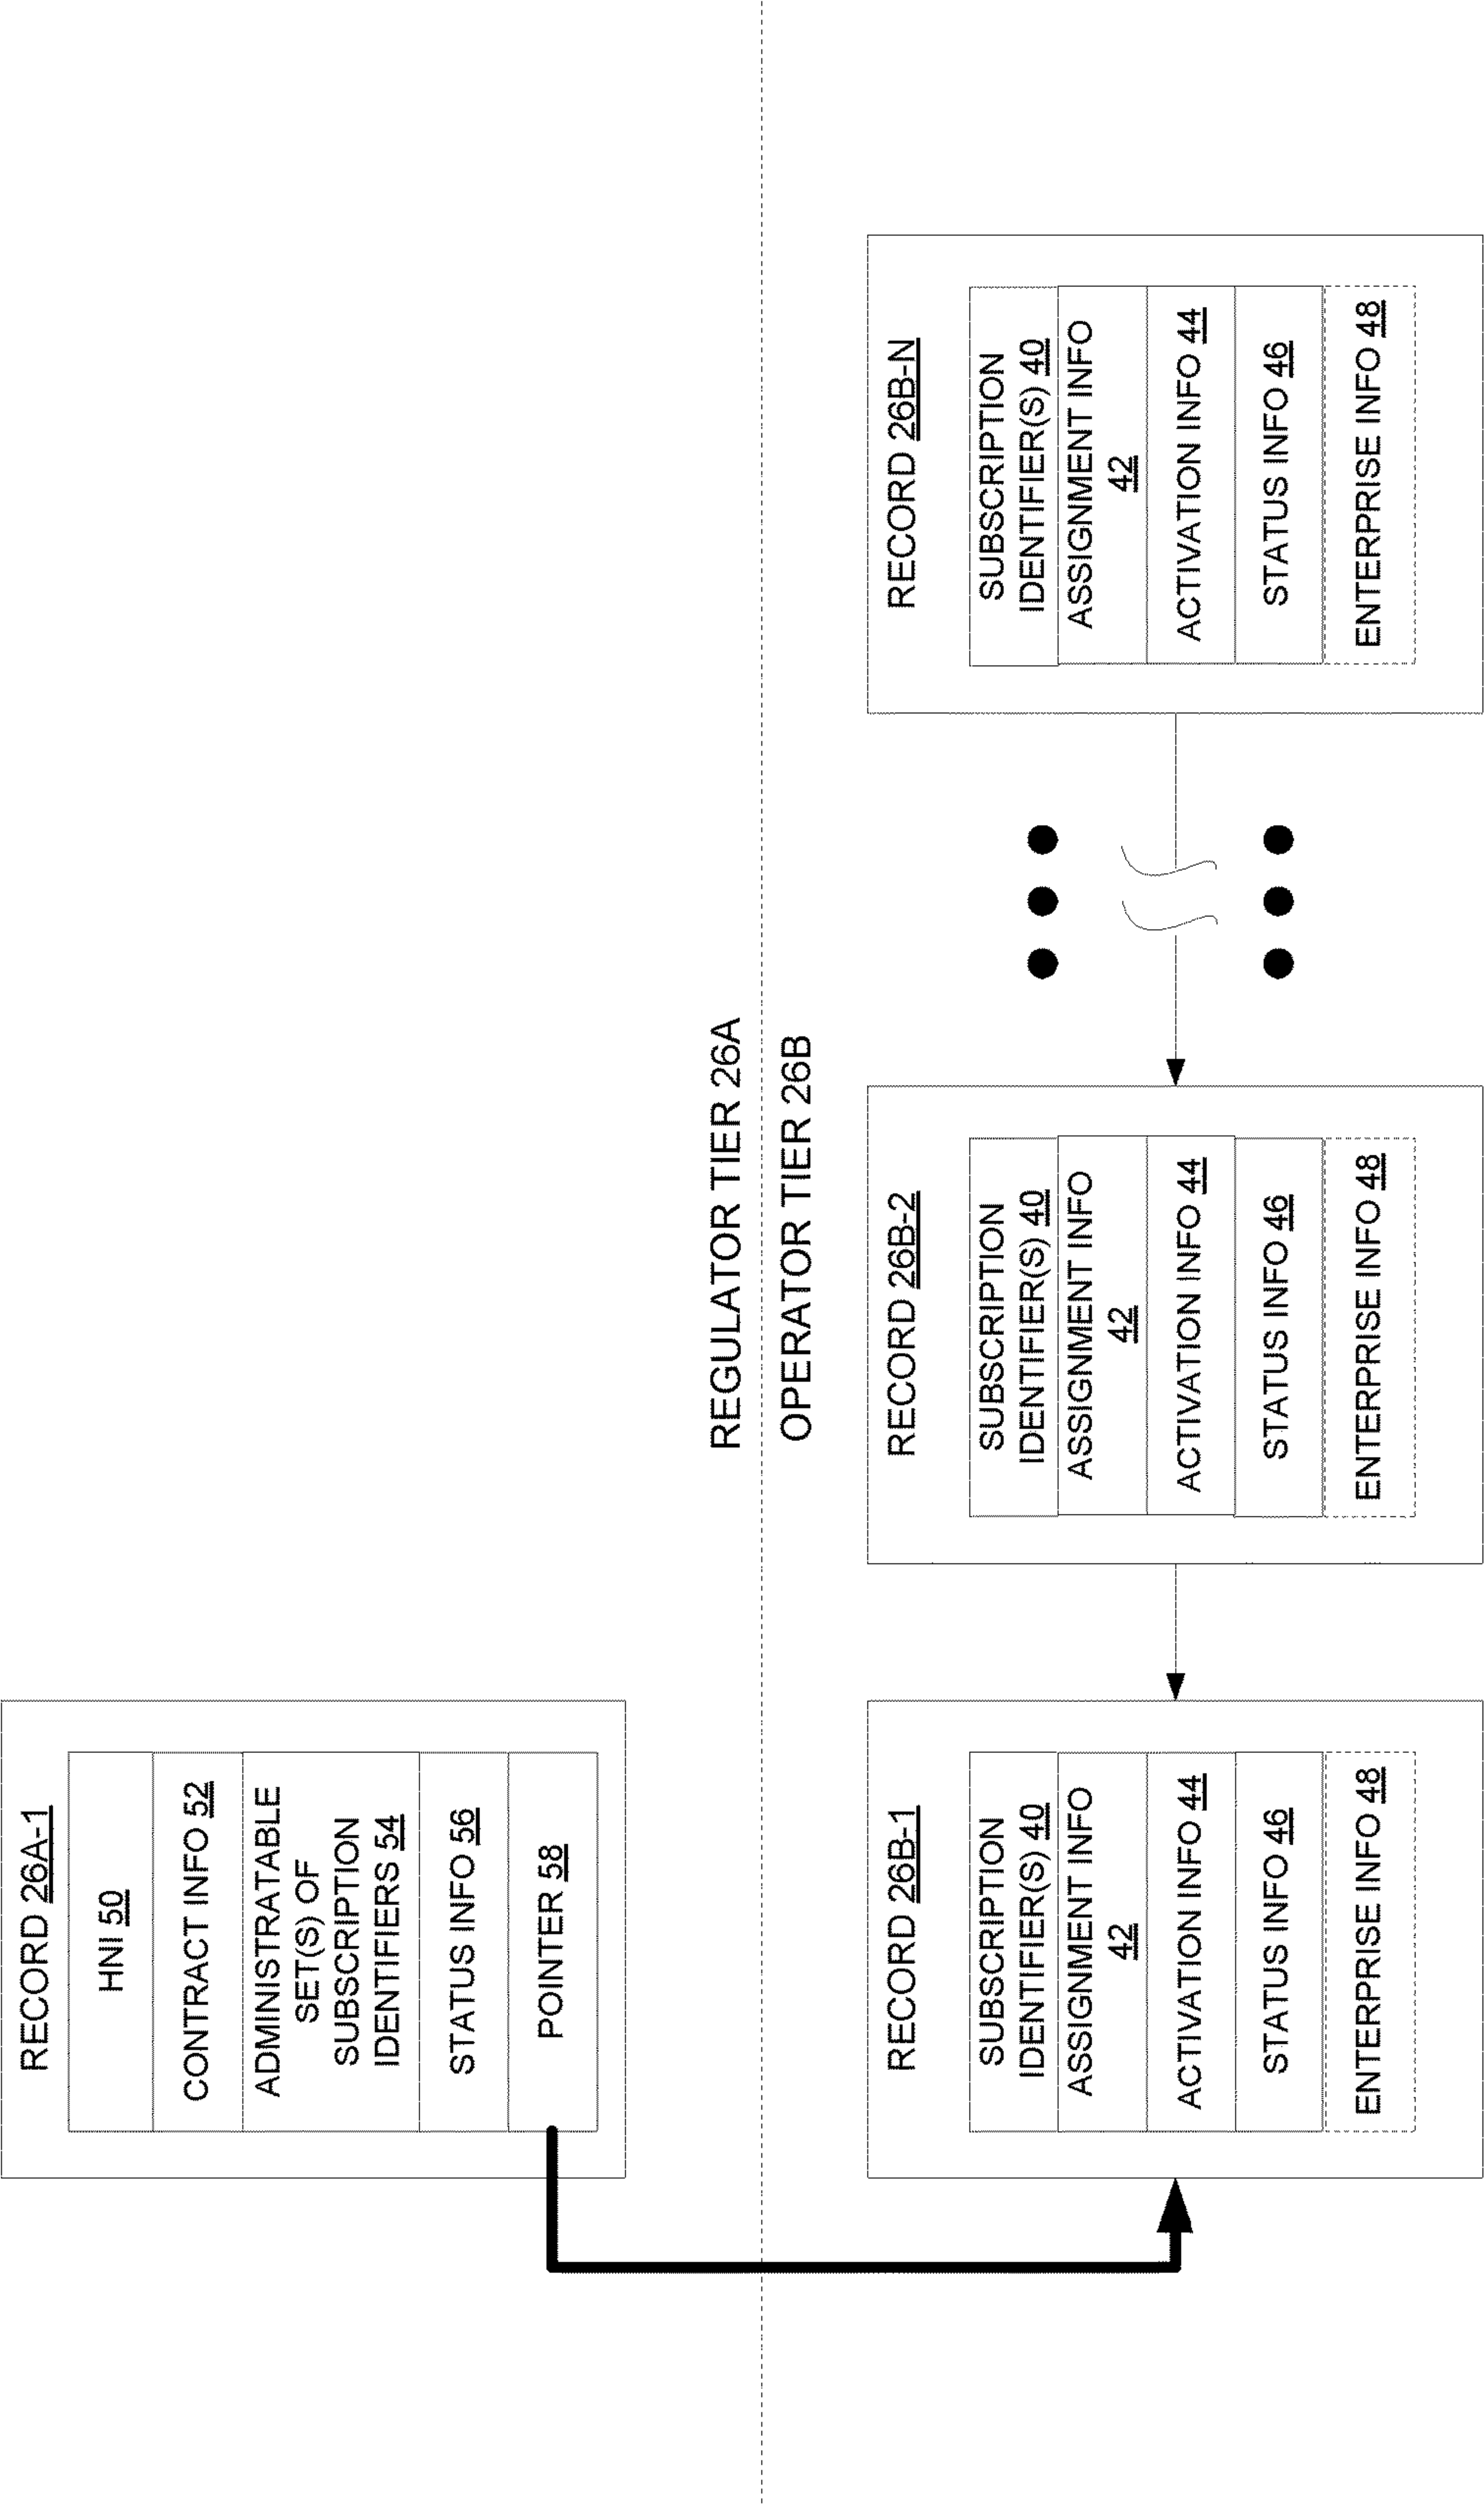 RECORD 26A-1
HNI 50
CONTRACT INFO 52
ADMINISTRATABLE
SET(S) OF
SUBSCRIPTION
IDENTIFIERS 54
STATUS INFO 56
POINTER 58
REGULATOR TIER 26A
OPERATOR TIER 26B
RECORD 26B-1
SUBSCRIPTION
IDENTIFIER(S) 40
ASSIGNMENT INFO
42
ACTIVATION INFO 44
STATUS INFO 46
ENTERPRISE INFO 48
RECORD 26B-2
SUBSCRIPTION
IDENTIFIER(S) 40
ASSIGNMENT INFO
42
ACTIVATION INFO 44
STATUS INFO 46
ENTERPRISE INFO 48
RECORD 26B-N
SUBSCRIPTION
IDENTIFIER(S) 40
ASSIGNMENT INFO
42
ACTIVATION INFO 44
STATUS INFO 46
ENTERPRISE INFO 48